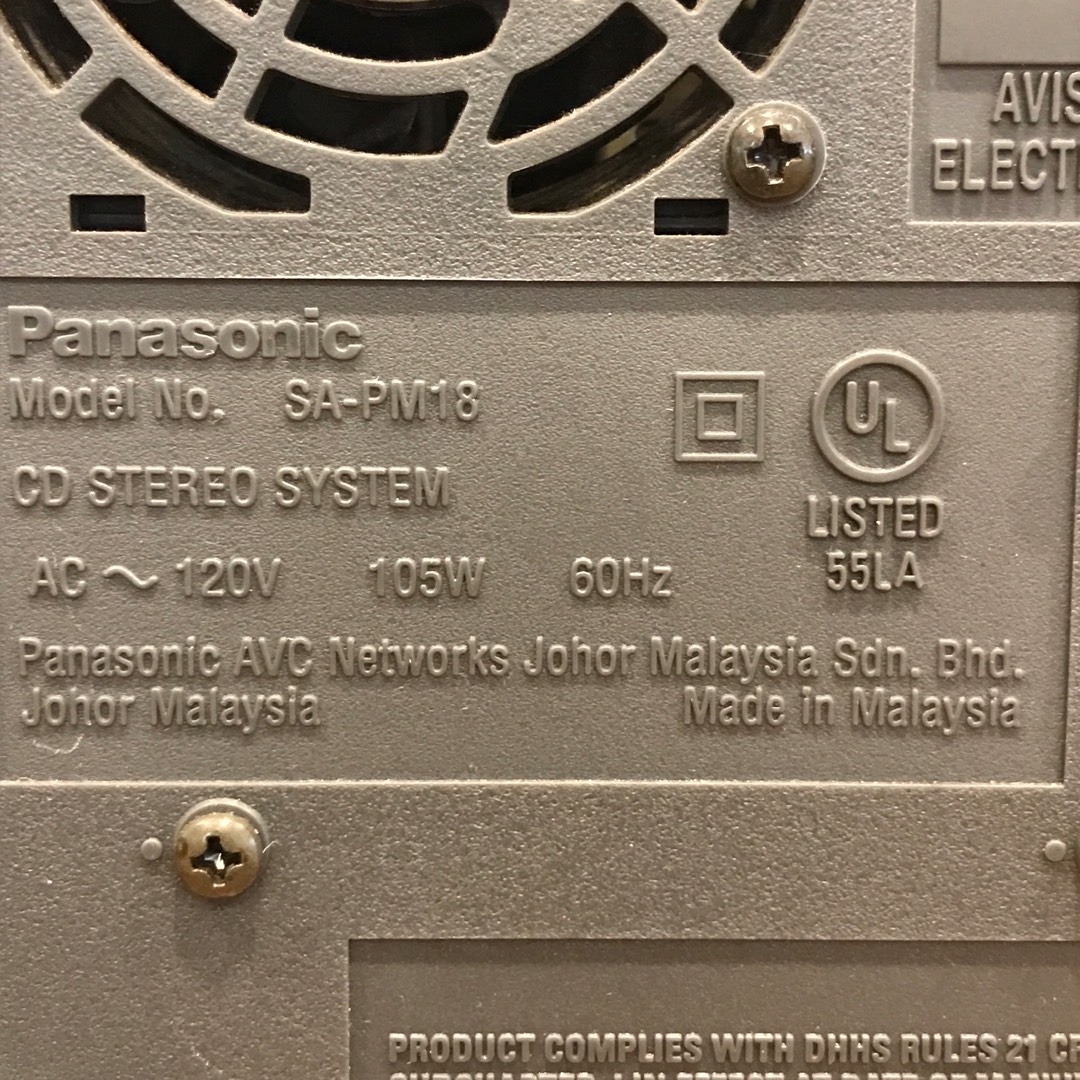 AVIS
ELECT
Panasonic
Model No. SA-PM18
CD STEREO SYSTEM
UL
LISTED
55LA
AC ~ 120V 105W 60Hz
Panasonic AVC Networks Johor Malaysia Sdn. Bhd.
Johor Malaysia Made in Malaysia
PRODUCT COMPLIES WITH DHHS RULES 21 CF